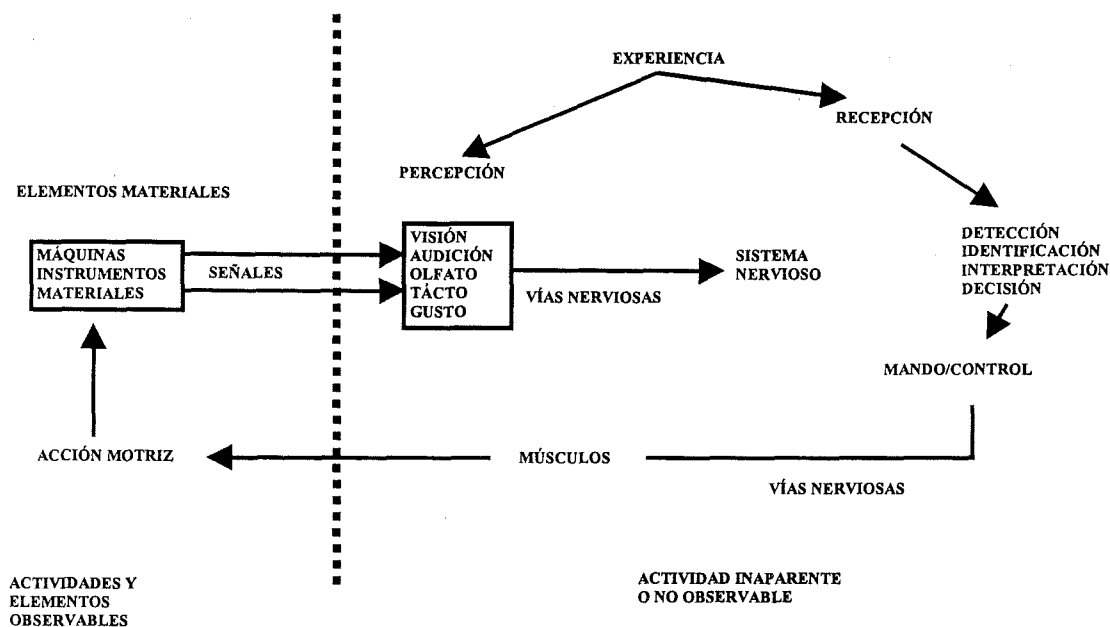 EXPERIENCIA
RECEPCIÓN
PERCEPCIÓN
ELEMENTOS MATERIALES
MÁQUINAS
INSTRUMENTOS
MATERIALES
SEÑALES
VISIÓN
AUDICIÓN
OLFATO
TÁCTO
GUSTO
VÍAS NERVIOSAS
SISTEMA
NERVIOSO
DETECCIÓN
IDENTIFICACIÓN
INTERPRETACIÓN
DECISIÓN
MANDO/CONTROL
ACCIÓN MOTRIZ
MÚSCULOS
VÍAS NERVIOSAS
ACTIVIDADES Y
ELEMENTOS
OBSERVABLES
ACTIVIDAD INAPARENTE
O NO OBSERVABLE